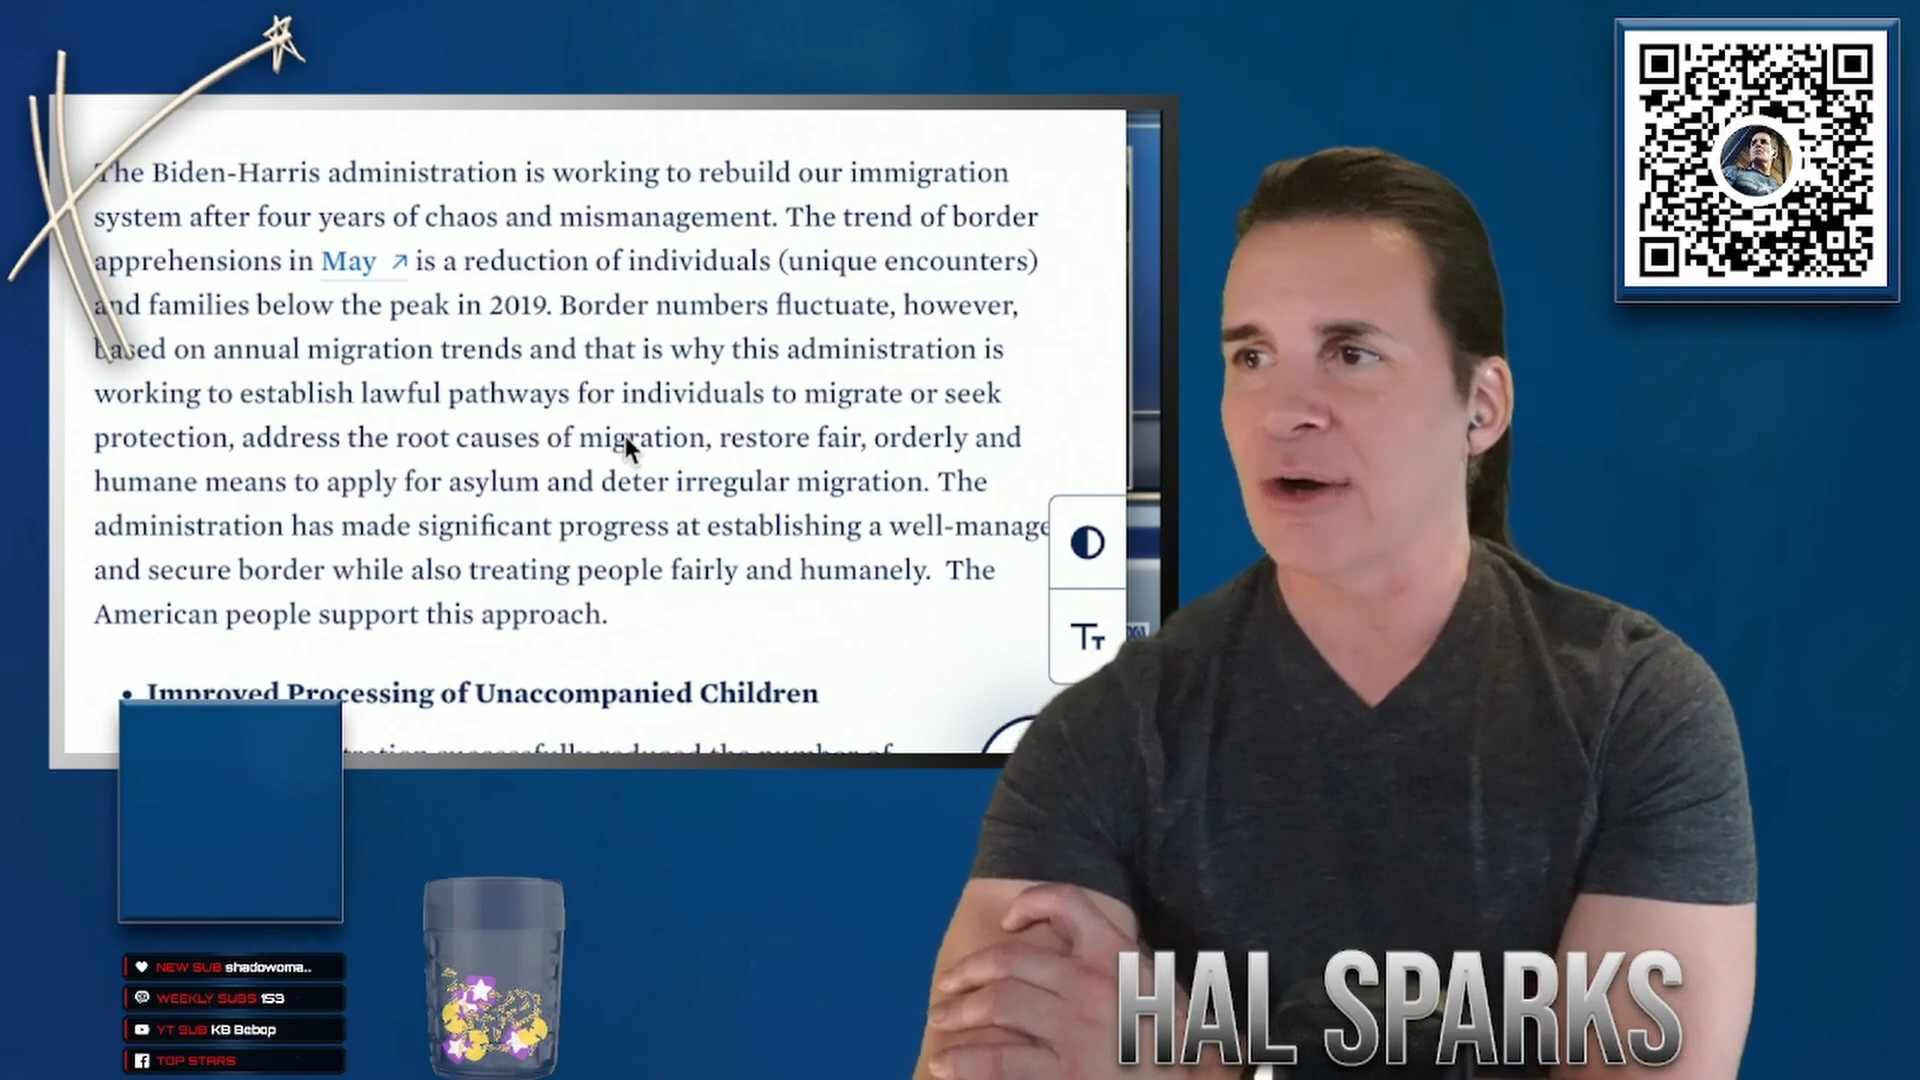 The Biden-Harris administration is working to rebuild our immigration
system after four years of chaos and mismanagement. The trend of border
apprehensions in May ↗ is a reduction of individuals (unique encounters)
and families below the peak in 2019. Border numbers fluctuate, however,
based on annual migration trends and that is why this administration is
working to establish lawful pathways for individuals to migrate or seek
protection, address the root causes of migration, restore fair, orderly and
humane means to apply for asylum and deter irregular migration. The
administration has made significant progress at establishing a well-manage
and secure border while also treating people fairly and humanely. The
American people support this approach.
• Improved Processing of Unaccompanied Children
successfully reduced the number of
TT
NEW SUB shadowoma..
WEEKLY SUBS 153
YT SUB KB Bebop
TOP STARS
HAL SPARKS